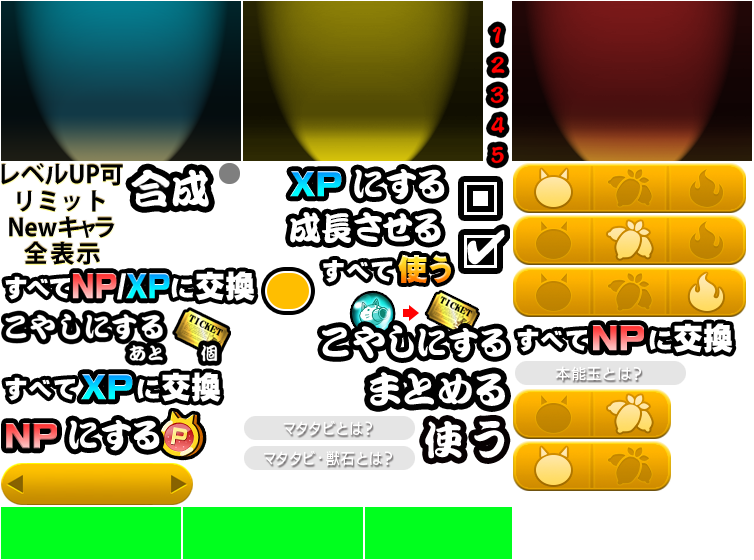 1
2
3
4
5
レベルUP可
リミット
Newキャラ
全表示
合成
XPにする
成長させる
すべて使う
すべてNP/XPに交換
こやしにする
TICKET
あと 個
TICKET
こやしにする
すべてNPに交換
本能玉とは?
すべてXPに交換
まとめる
NPにする
P
マタタビとは?
使う
マタタビ・獣石とは?